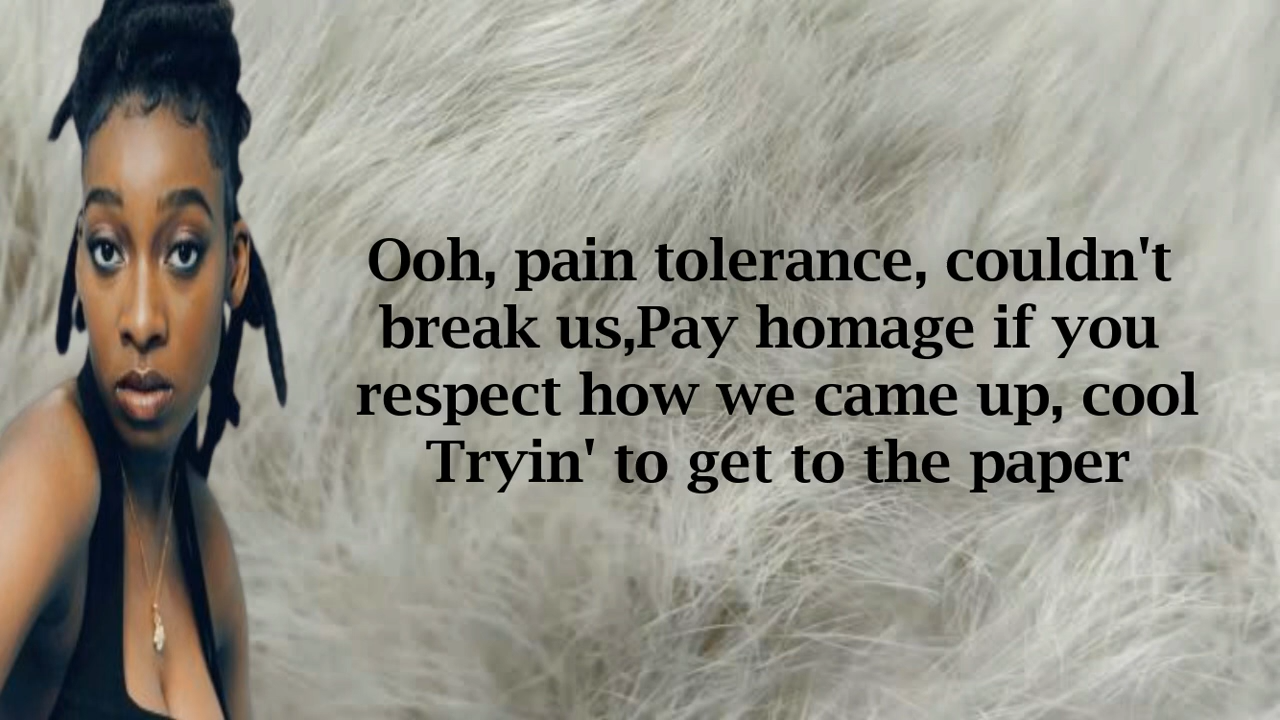 Ooh, pain tolerance, couldn't
break us,Pay homage if you
respect how we came up, cool
Tryin' to get to the paper